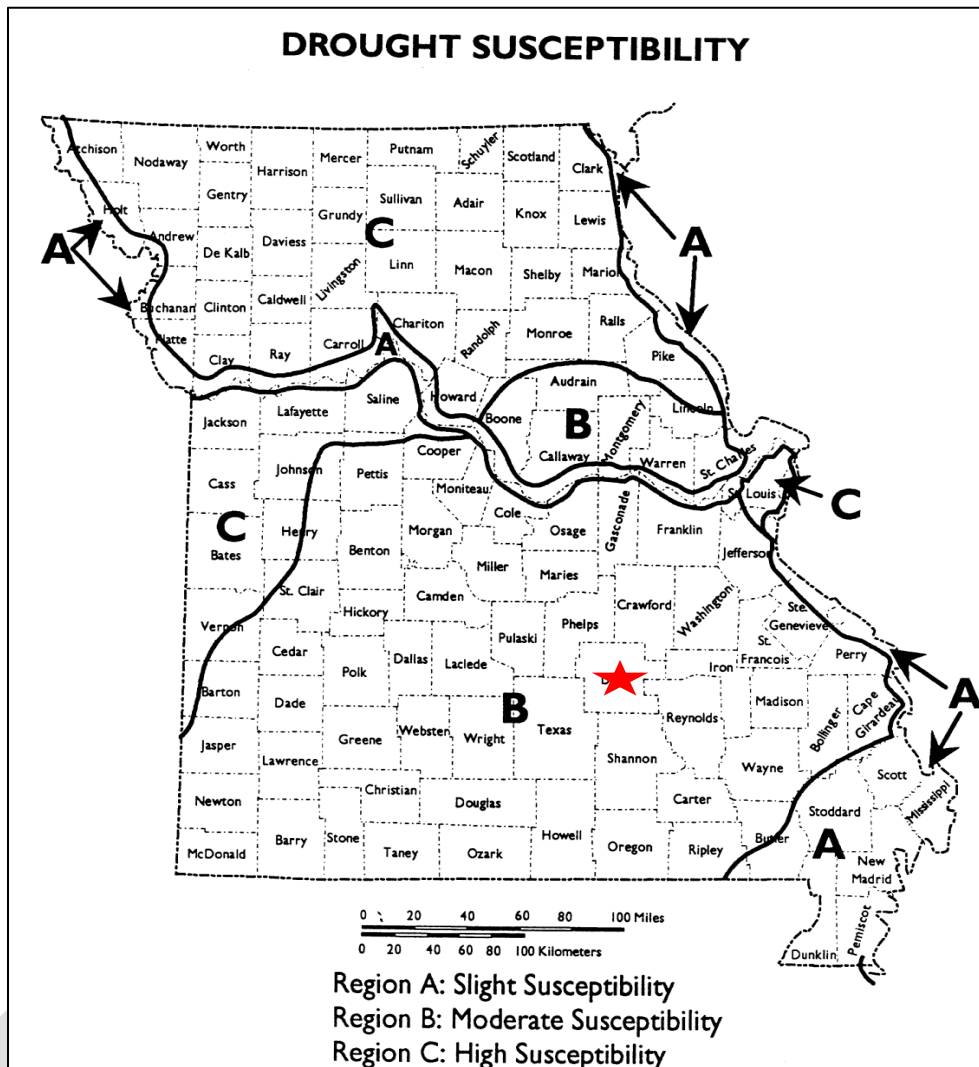 DROUGHT SUSCEPTIBILITY
Atchison
Nodaway
Worth
Harrison
Mercer
Putnam
Schuyler
Scotland
Clark
Gentry
Sullivan
Adair
Knox
Lewis
Holt
Andrew
De Kalb
Daviess
Grundy
C
A
A
Livingston
Linn
Macon
Shelby
Marion
Buchanan
Clinton
Caldwell
Chariton
Randolph
Monroe
Ralls
Platte
Clay
Ray
Carroll
A
Pike
Audrain
Howard
Boone
B
Montgomery
Lincoln
Jackson
Lafayette
Saline
Callaway
Warren
St. Charles
Cooper
Johnson
Pettis
Cass
Moniteau
Cole
Osage
Gasconade
Franklin
St. Louis
C
C
Henry
Morgan
Jefferson
Bates
Benton
Miller
Maries
St. Clair
Camden
Crawford
Washington
Ste.
Genevieve
Hickory
Pulaski
Phelps
St.
Francois
Vernon
Cedar
Polk
Dallas
Laclede
Iron
Perry
A
Barton
Dade
B
Texas
Reynolds
Madison
Bollinger
Cape
Girardeau
Jasper
Greene
Websten
Wright
Shannon
Wayne
Lawrence
Scott
Mississippi
Newton
Christian
Douglas
Carter
Stoddard
McDonald
Barry
Stone
Taney
Ozark
Howell
Oregon
Ripley
Butler
A
New
Madrid
Pemiscot
Dunklin
0 20 40 60 80 100 Miles
0 20 40 60 80 100 Kilometers
Region A: Slight Susceptibility
Region B: Moderate Susceptibility
Region C: High Susceptibility